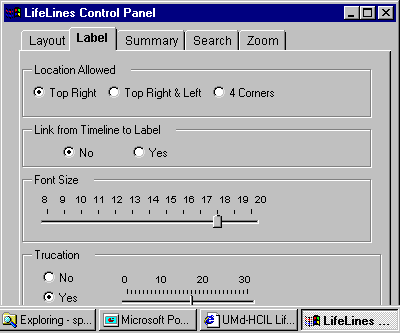 LifeLines Control Panel
Layout Label Summary Search Zoom
Location Allowed
Top Right Top Right & Left 4 Corners
Link from Timeline to Label
No Yes
Font Size
8 9 10 11 12 13 14 15 16 17 18 19 20
Trucation
No
0 10 20 30
Yes
Exploring - sp... Microsoft Po... UMd-HCIL Lif... LifeLines ...